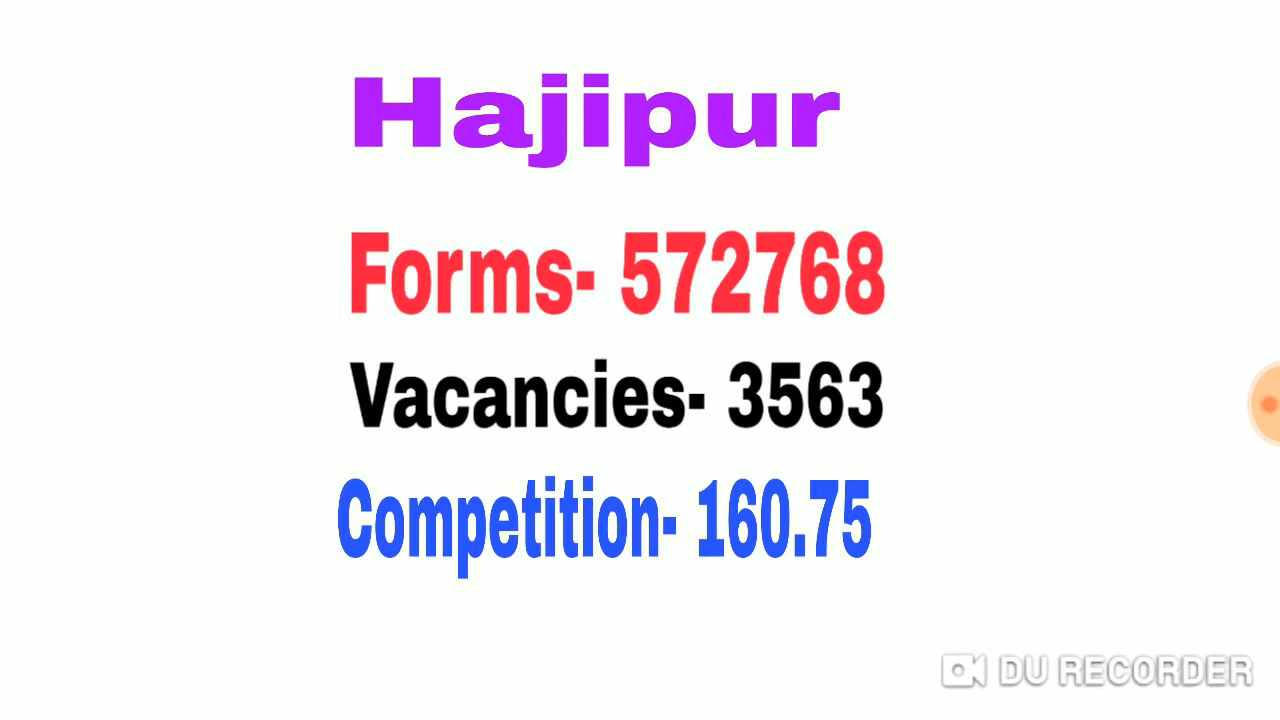 Hajipur
Forms- 572768
Vacancies- 3563
Competition- 160.75
DU RECORDER